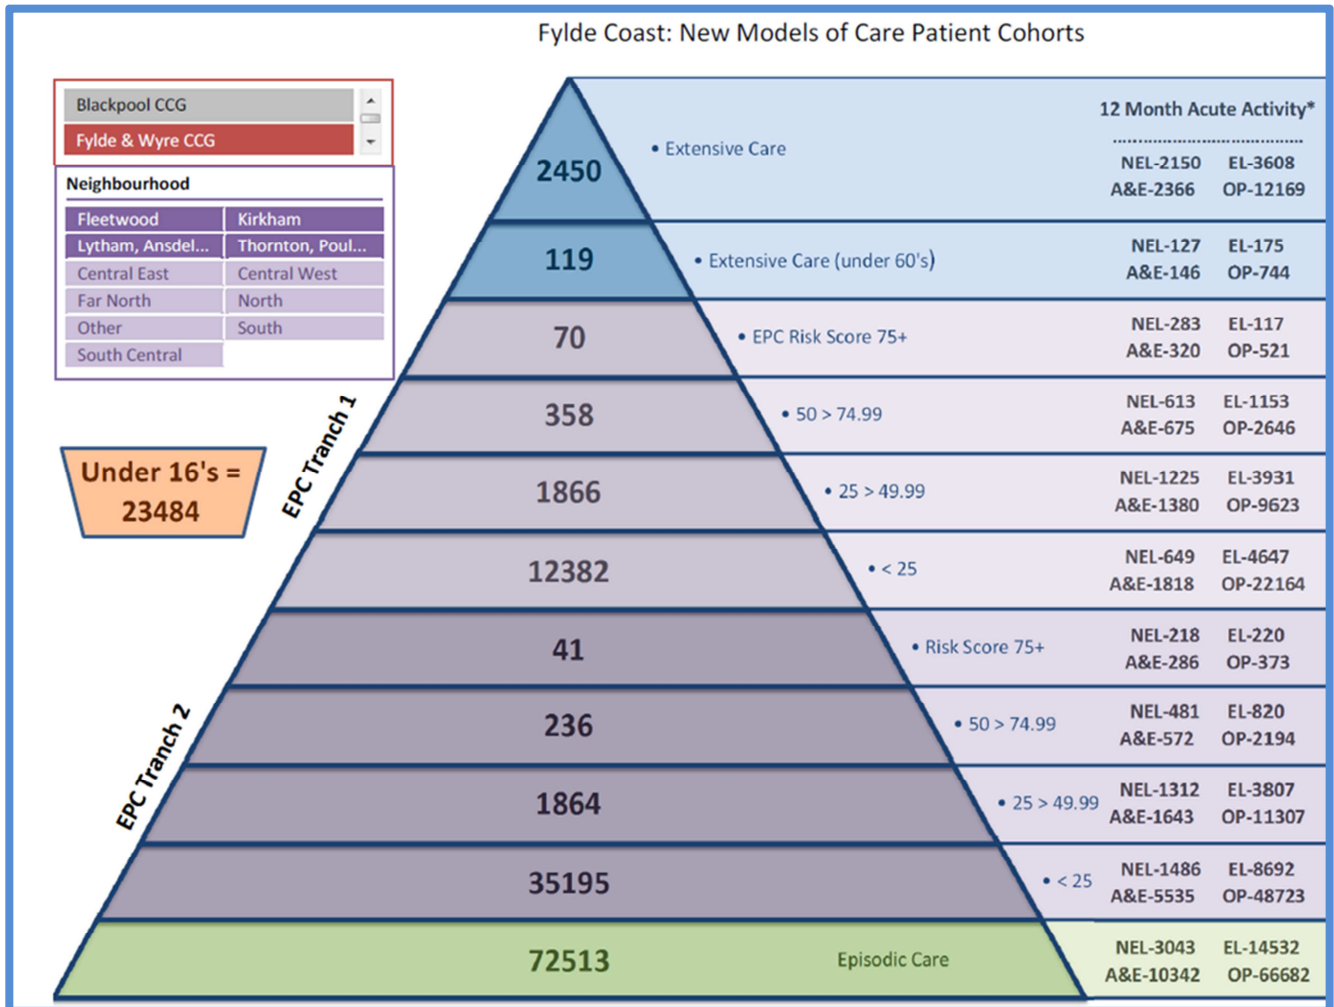 Fylde Coast: New Models of Care Patient Cohorts
Blackpool CCG
Fylde & Wyre CCG
Neighbourhood
Fleetwood Kirkham
Lytham, Ansdel... Thornton, Poul...
Central East Central West
Far North North
Other South
South Central
Under 16's =
23484
EPC Tranch 1
EPC Tranch 2
12 Month Acute Activity*
2450
• Extensive Care
NEL-2150 EL-3608
A&E-2366 OP-12169
119
• Extensive Care (under 60's)
NEL-127 EL-175
A&E-146 OP-744
70
• EPC Risk Score 75+
NEL-283 EL-117
A&E-320 OP-521
358
• 50 > 74.99
NEL-613 EL-1153
A&E-675 OP-2646
1866
• 25 > 49.99
NEL-1225 EL-3931
A&E-1380 OP-9623
12382
• < 25
NEL-649 EL-4647
A&E-1818 OP-22164
41
• Risk Score 75+
NEL-218 EL-220
A&E-286 OP-373
236
• 50 > 74.99
NEL-481 EL-820
A&E-572 OP-2194
1864
• 25 > 49.99
NEL-1312 EL-3807
A&E-1643 OP-11307
35195
• < 25
NEL-1486 EL-8692
A&E-5535 OP-48723
72513
Episodic Care
NEL-3043 EL-14532
A&E-10342 OP-66682